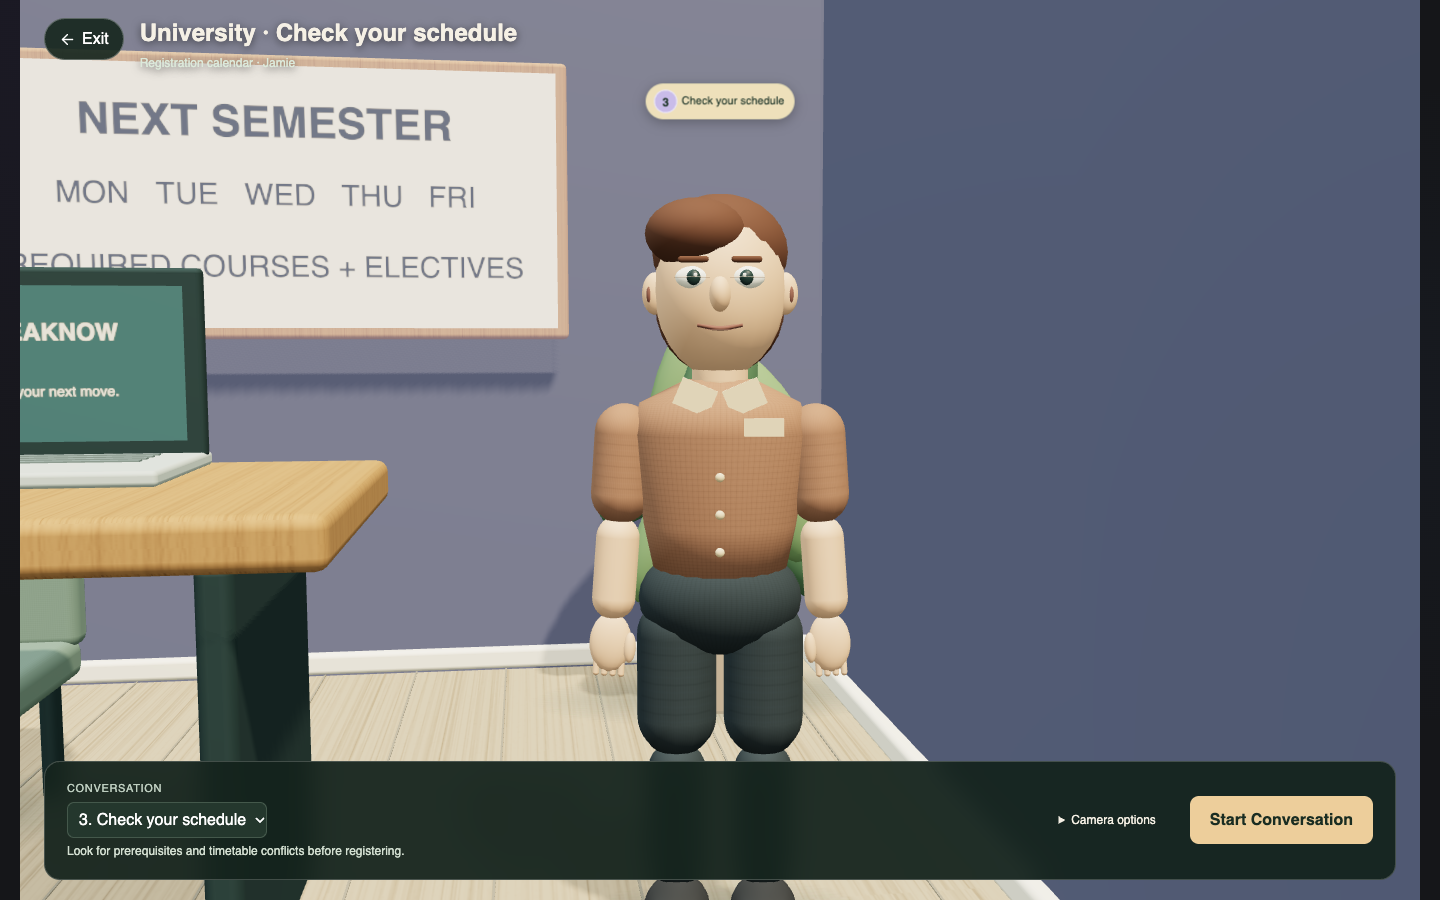 ← Exit
University · Check your schedule
Registration calendar · Jamie
3 Check your schedule
NEXT SEMESTER
MON TUE WED THU FRI
REQUIRED COURSES + ELECTIVES
EAKNOW
your next move.
CONVERSATION
3. Check your schedule
Look for prerequisites and timetable conflicts before registering.
▶ Camera options
Start Conversation